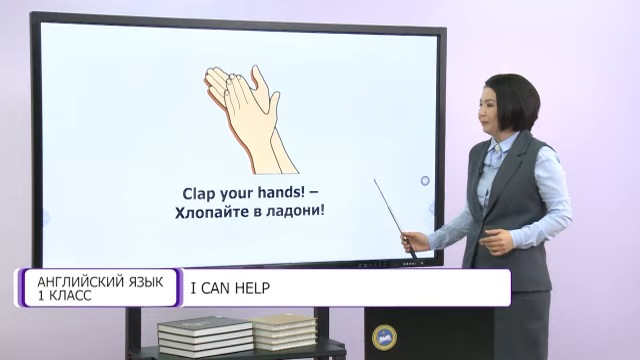 Clap your hands! –
Хлопайте в ладони!
АНГЛИЙСКИЙ ЯЗЫК
1 КЛАСС
I CAN HELP